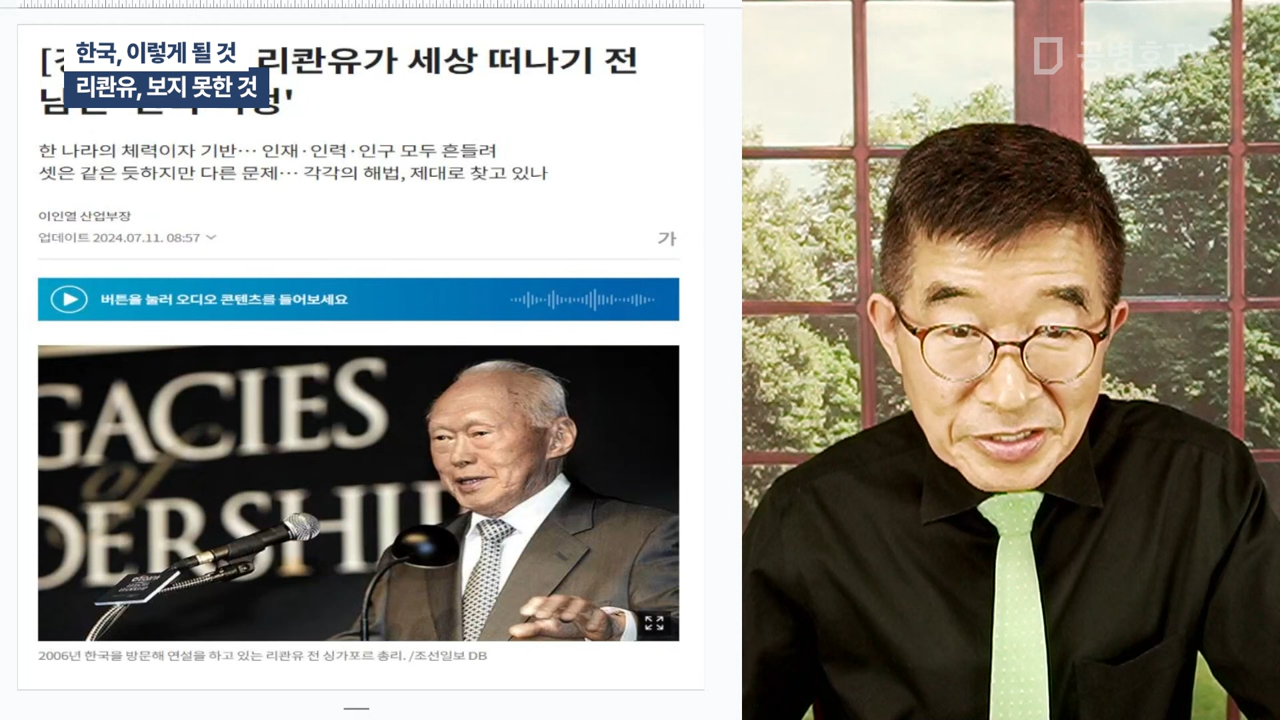 한국, 이렇게 될 것
리콴유, 보지 못한 것
리콴유가 세상 떠나기 전
한 나라의 체력이자 기반… 인재·인력·인구 모두 흔들려
셋은 같은 듯하지만 다른 문제… 각각의 해법, 제대로 찾고 있나
이인열 산업부장
업데이트 2024.07.11. 08:57
가
버튼을 눌러 오디오 콘텐츠를 들어보세요
GACIES
of
DERSHI
2006년 한국을 방문해 연설을 하고 있는 리콴유 전 싱가포르 총리. /조선일보 DB
공병호